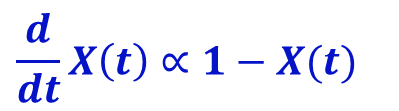 d/dt X(t) ∝ 1 − X(t)